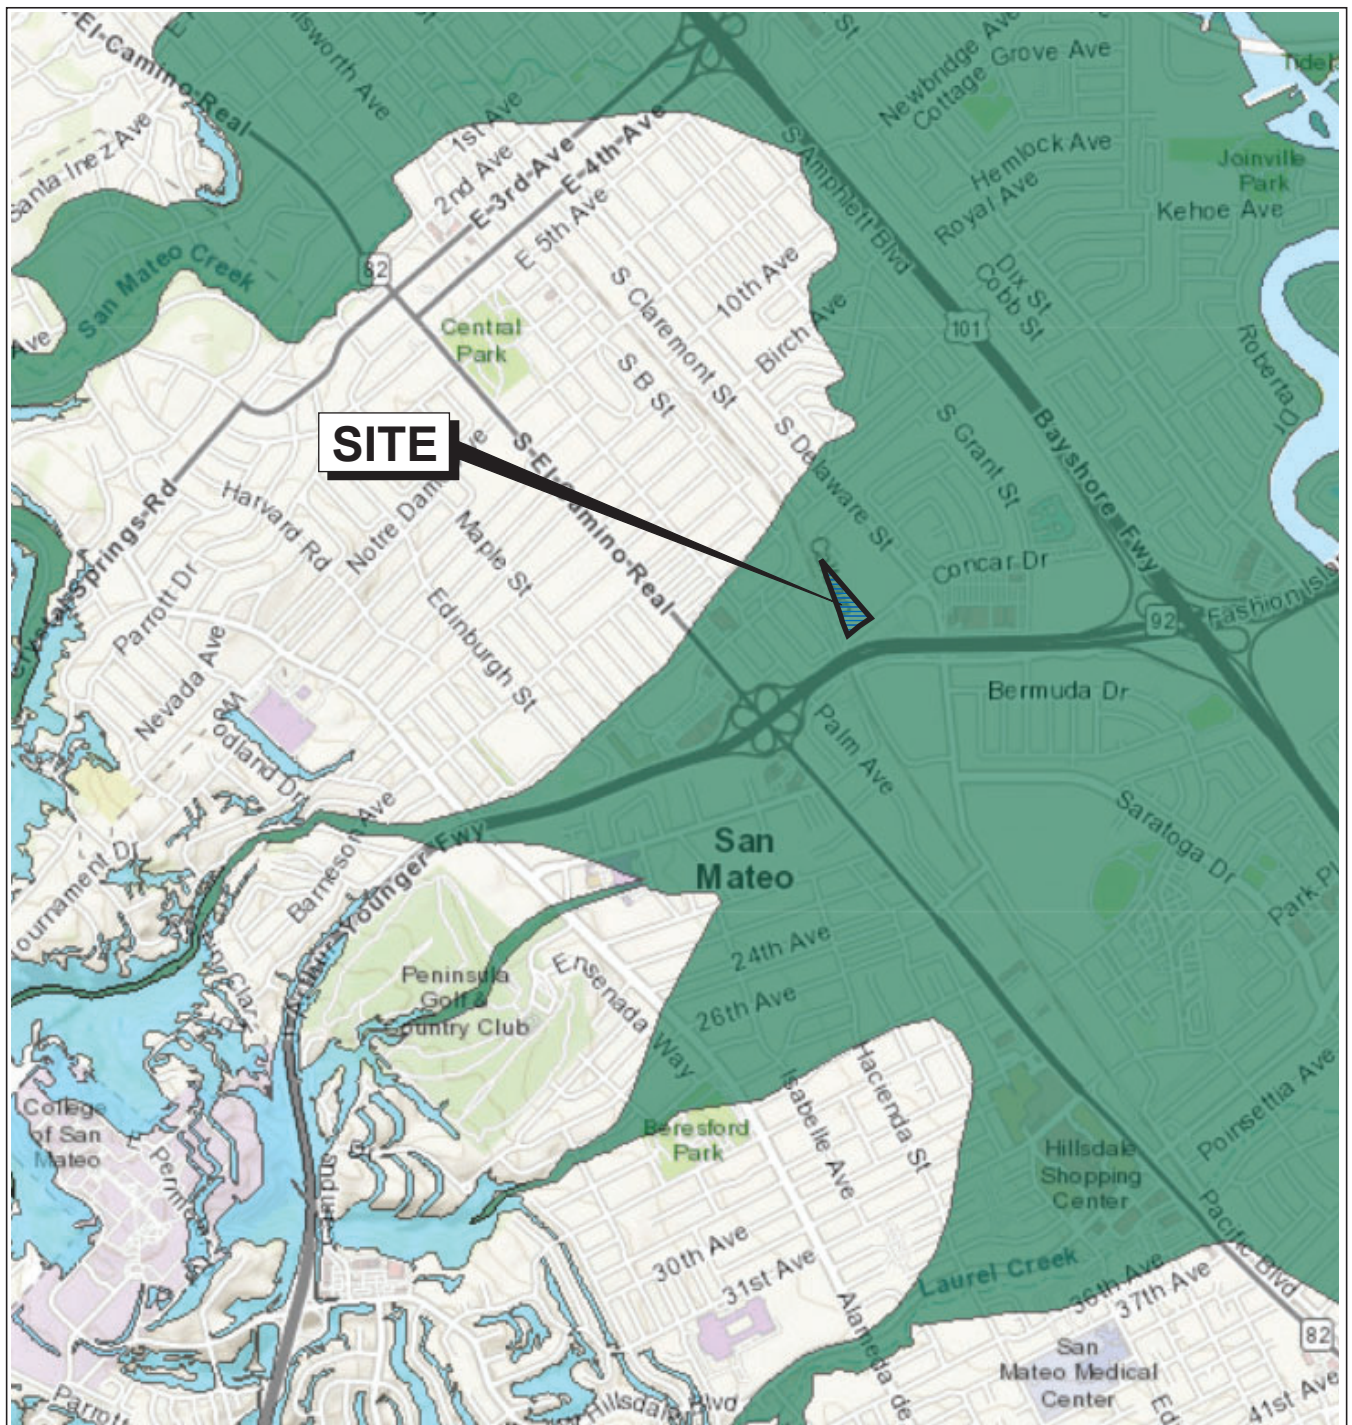 El-Camino-Real
llsworth Ave
St
Newbridge Ave
Cottage
Grove Ave
Tidel
Santa Inez Ave
1st Ave
2nd Ave
E-3rd-Ave
E-4th-Ave
E 5th Ave
S Amphlett Blvd
Hemlock Ave
Royal Ave
Joinville
Park
Kehoe Ave
San Mateo Creek
82
Ave
Central
Park
S Claremont St
10th Ave
Birch Ave
S B St
Dix St
Cobb St
101
Roberta Dr
SITE
S-El-Camino-Real
S Delaware St
S Grant St
Bayshore Fwy
Springs-Rd
Harvard Rd
Notre Dame Ave
Maple St
Parrott Dr
Edinburgh St
Concar Dr
92
Fashion Isl
Nevada Ave
Woodland Dr
Palm Ave
Bermuda Dr
Barneson Ave
Younger Fwy
Saratoga Dr
San
Mateo
Park Pl
ournament Dr
Peninsula
Golf &
Country Club
Ensenada Way
24th Ave
26th Ave
Isabelle Ave
Hacienda St
College
of San
Mateo
Beresford
Park
Hillsdale
Shopping
Center
Poinsettia Ave
30th Ave
31st Ave
Alameda de
Laurel Creek
36th Ave
37th Ave
Pacific Blvd
82
San
Mateo Medical
Center
41st Ave
Ed
Parrott
Hillsdale Blvd